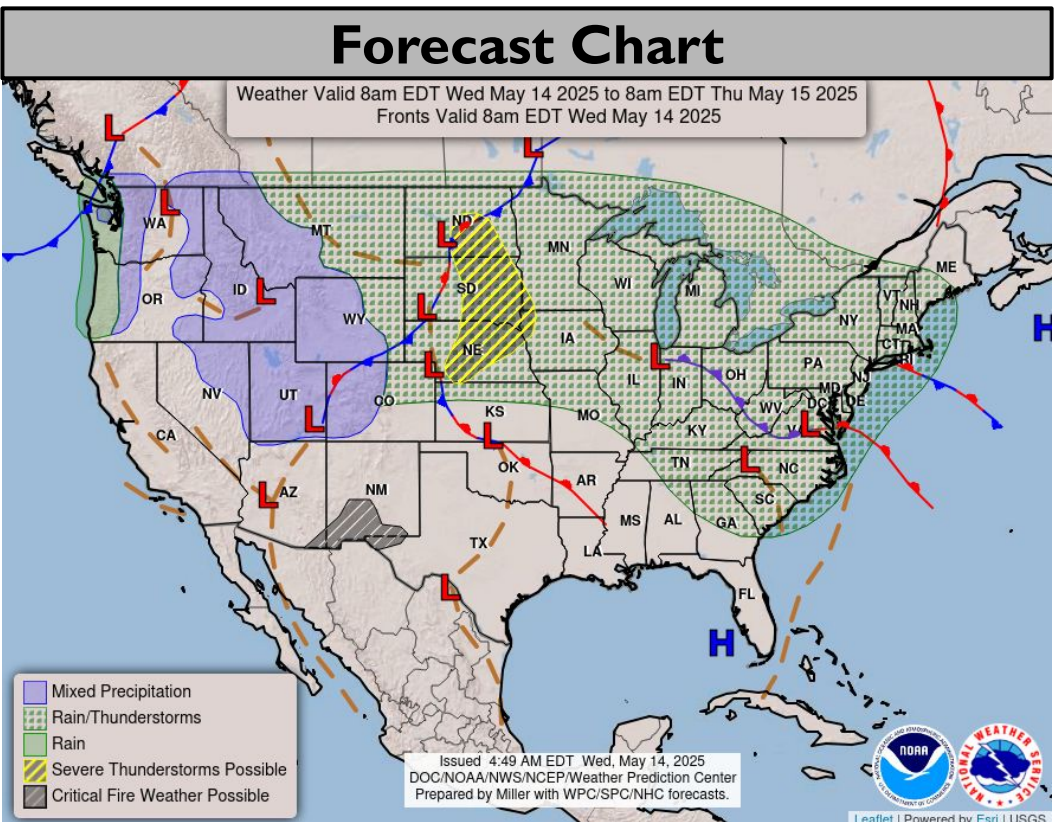 Forecast Chart
Weather Valid 8am EDT Wed May 14 2025 to 8am EDT Thu May 15 2025
Fronts Valid 8am EDT Wed May 14 2025
L
L
L
WA
ND
L
MT
MN
ME
OR
ID
L
SD
WI
MI
VT
NH
WY
L
NY
MA
H
NE
IA
CT
RI
L
L
PA
NJ
NV
UT
CO
IL
IN
OH
MD
DE
DC
L
KS
MO
WV
VA
L
CA
L
KY
OK
TN
L
NC
AZ
L
NM
AR
SC
MS
AL
GA
TX
LA
L
FL
H
Mixed Precipitation
Rain/Thunderstorms
Rain
Severe Thunderstorms Possible
Critical Fire Weather Possible
Issued 4:49 AM EDT Wed, May 14, 2025
DOC/NOAA/NWS/NCEP/Weather Prediction Center
Prepared by Miller with WPC/SPC/NHC forecasts.
NOAA
NATIONAL WEATHER SERVICE
Leaflet | Powered by Esri | USGS